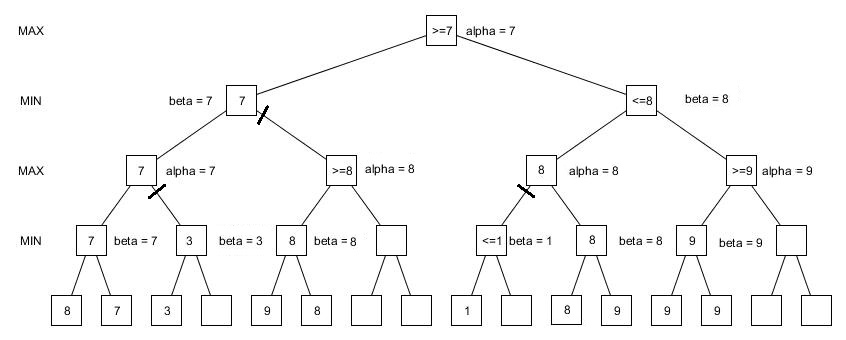 MAX >=7 alpha = 7
MIN beta = 7 7 <=8 beta = 8
MAX 7 alpha = 7 >=8 alpha = 8 8 alpha = 8 >=9 alpha = 9
MIN 7 beta = 7 3 beta = 3 8 beta = 8 <=1 beta = 1 8 beta = 8 9 beta = 9
8 7 3 9 8 1 8 9 9 9